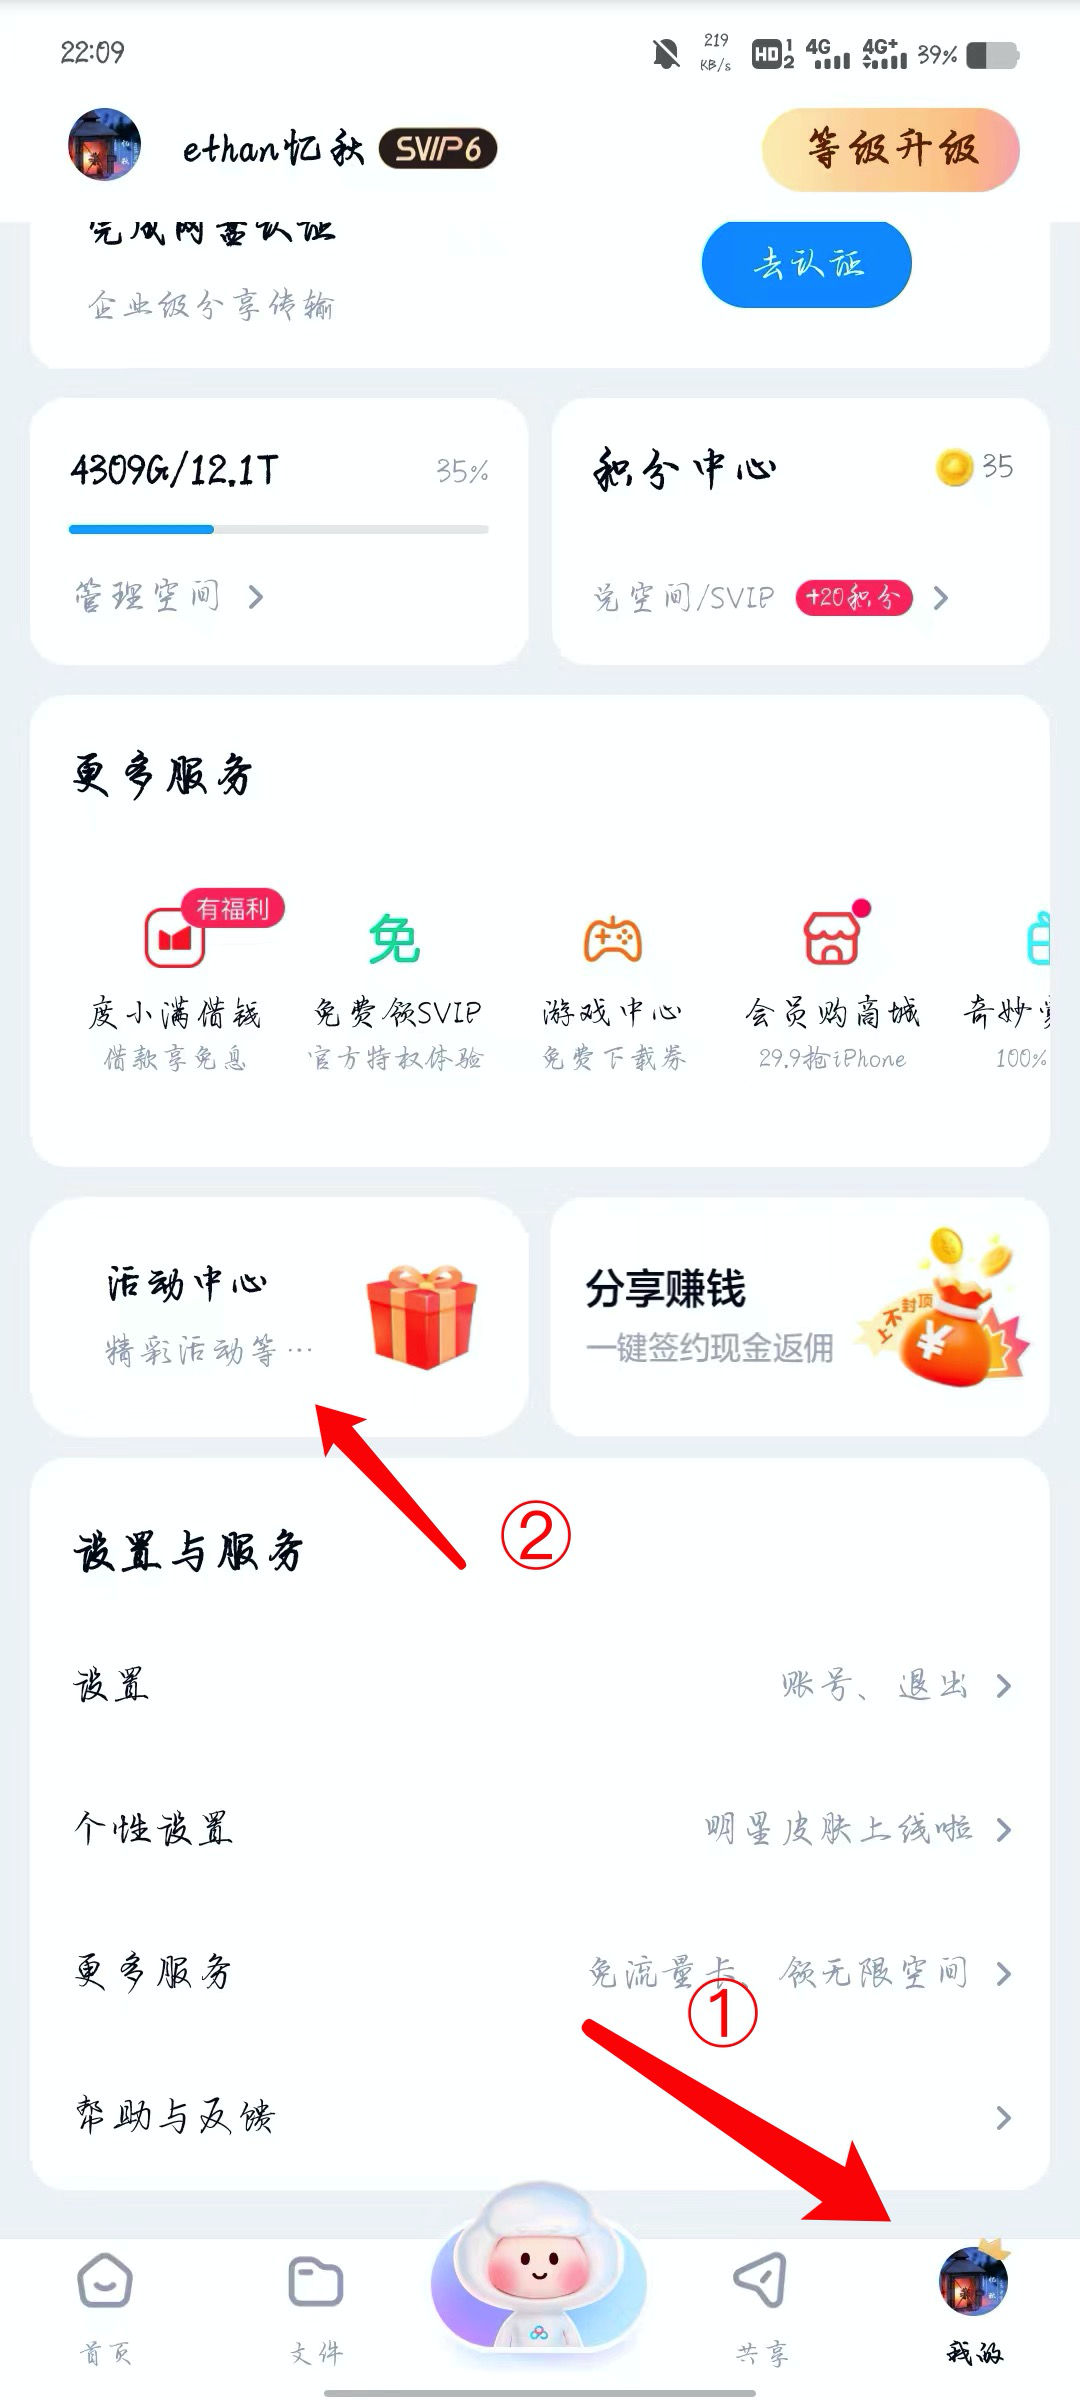 22:09
219
KB/s
HD 1 2
4G
4G+
39%
ethan忆秋
SVIP6
等级升级
完成网盘认证
去认证
企业级分享传输
4309G/12.1T
35%
管理空间
积分中心
35
兑空间/SVIP
+20积分
更多服务
有福利
免
度小满借钱
免费领SVIP
游戏中心
会员购商城
奇妙
借款享免息
官方特权体验
免费下载券
29.9抢iPhone
100%
活动中心
精彩活动等…
分享赚钱
一键签约现金返佣
上不封顶
¥
②
设置与服务
设置
账号、退出
个性设置
明星皮肤上线啦
更多服务
免流量卡、领无限空间
①
帮助与反馈
首页
文件
共享
我的